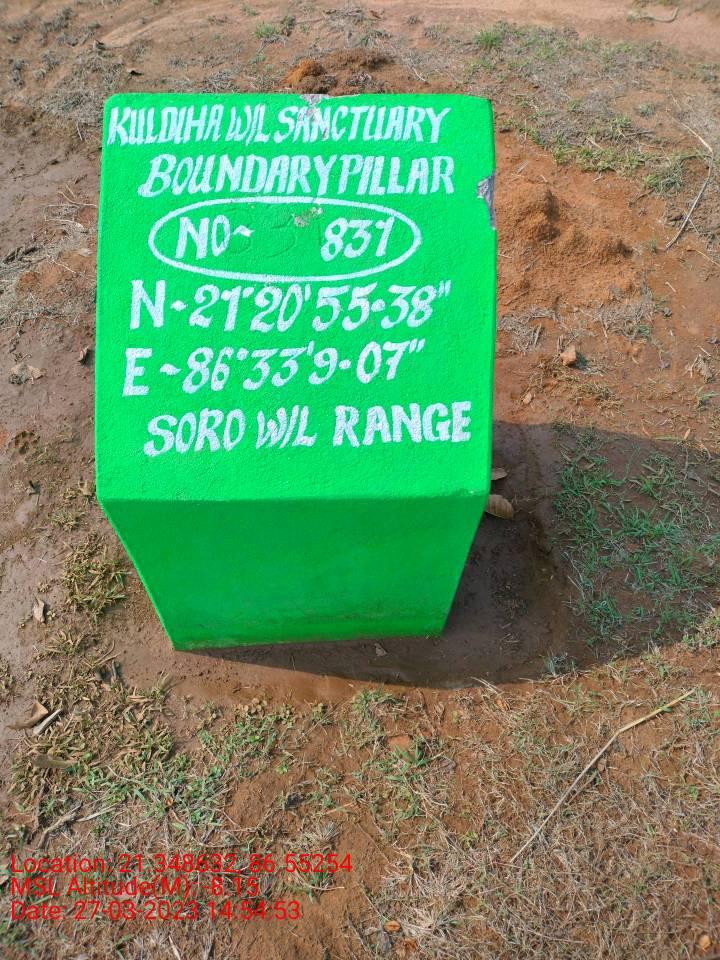 KULDIHA W/L SANCTUARY
BOUNDARY PILLAR
NO~ 831
N~21°20'55.38"
E~86°33'9.07"
SORO W/L RANGE
Location: 21.348632, 86.55254
MSL Altitude(M): -8.15
Date: 27-03-2023 14:54:53